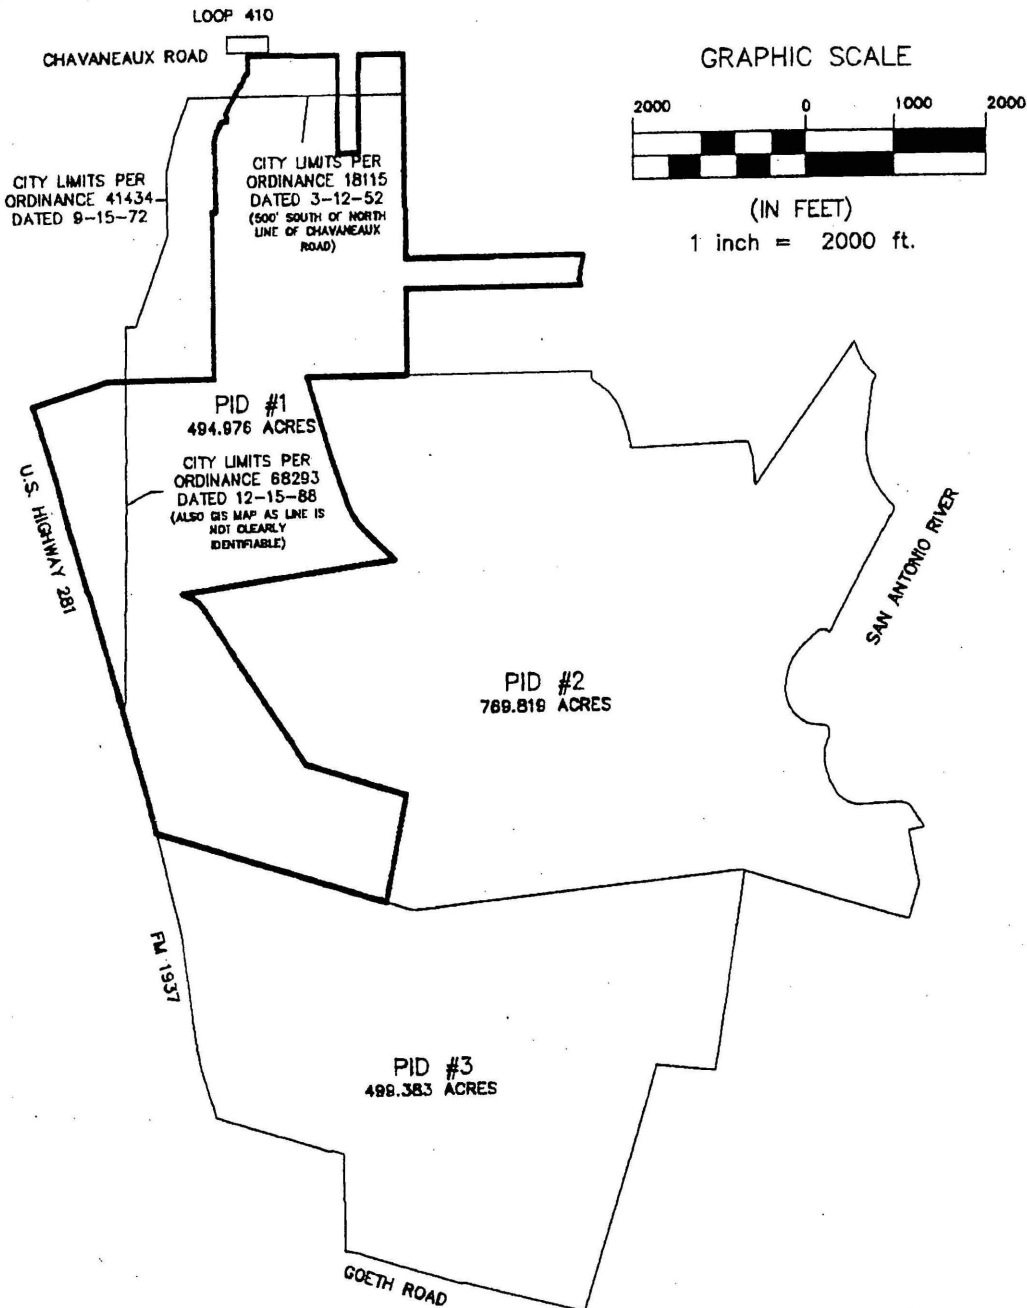 LOOP 410
CHAVANEAUX ROAD
GRAPHIC SCALE
2000 0 1000 2000
(IN FEET)
1 inch = 2000 ft.
CITY LIMITS PER
ORDINANCE 41434
DATED 9-15-72
CITY LIMITS PER
ORDINANCE 18115
DATED 3-12-52
(500' SOUTH OF NORTH
LINE OF CHAVANEAUX
ROAD)
PID #1
494.976 ACRES
CITY LIMITS PER
ORDINANCE 68293
DATED 12-15-88
(ALSO GIS MAP AS LINE IS
NOT CLEARLY
IDENTIFIABLE)
U.S. HIGHWAY 281
SAN ANTONIO RIVER
PID #2
769.819 ACRES
FM 1937
PID #3
499.383 ACRES
GOETH ROAD